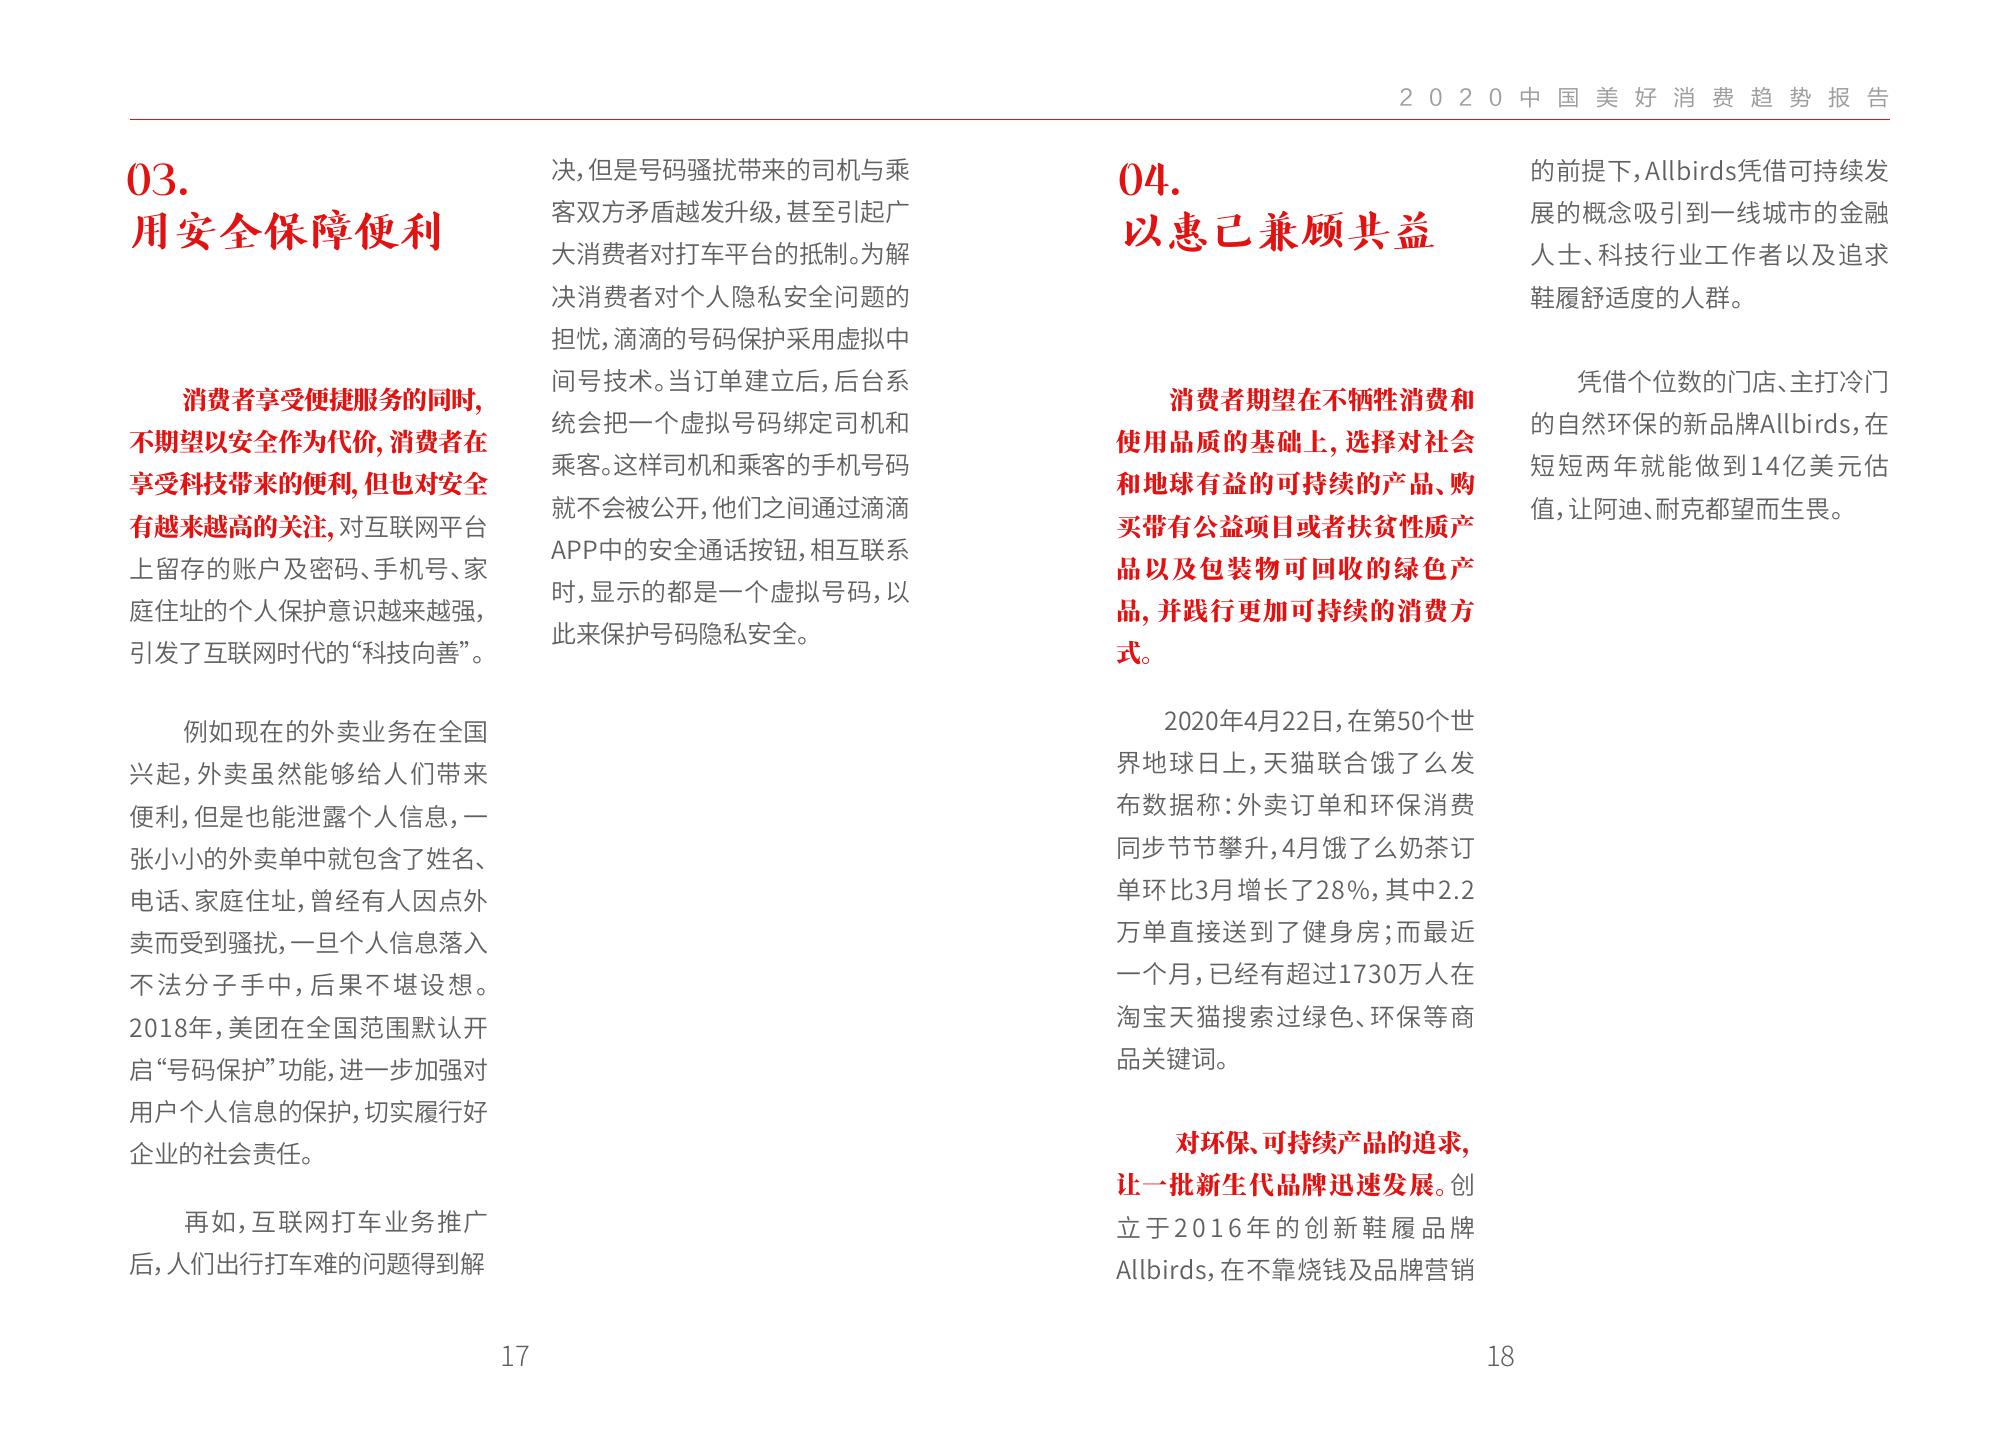 2020中国美好消费趋势报告
03.
用安全保障便利
消费者享受便捷服务的同时,
不期望以安全作为代价, 消费者在
享受科技带来的便利, 但也对安全
有越来越高的关注, 对互联网平台
上留存的账户及密码、手机号、家
庭住址的个人保护意识越来越强,
引发了互联网时代的“科技向善”。
例如现在的外卖业务在全国
兴起, 外卖虽然能够给人们带来
便利, 但是也能泄露个人信息, 一
张小小的外卖单中就包含了姓名、
电话、家庭住址, 曾经有人因点外
卖而受到骚扰, 一旦个人信息落入
不法分子手中, 后果不堪设想。
2018年, 美团在全国范围默认开
启“号码保护”功能, 进一步加强对
用户个人信息的保护, 切实履行好
企业的社会责任。
再如, 互联网打车业务推广
后, 人们出行打车难的问题得到解
决, 但是号码骚扰带来的司机与乘
客双方矛盾越发升级, 甚至引起广
大消费者对打车平台的抵制。为解
决消费者对个人隐私安全问题的
担忧, 滴滴的号码保护采用虚拟中
间号技术。当订单建立后, 后台系
统会把一个虚拟号码绑定司机和
乘客。这样司机和乘客的手机号码
就不会被公开, 他们之间通过滴滴
APP中的安全通话按钮, 相互联系
时, 显示的都是一个虚拟号码, 以
此来保护号码隐私安全。
17
04.
以惠己兼顾共益
消费者期望在不牺牲消费和
使用品质的基础上, 选择对社会
和地球有益的可持续的产品、购
买带有公益项目或者扶贫性质产
品以及包装物可回收的绿色产
品, 并践行更加可持续的消费方
式。
2020年4月22日, 在第50个世
界地球日上, 天猫联合饿了么发
布数据称: 外卖订单和环保消费
同步节节攀升, 4月饿了么奶茶订
单环比3月增长了28%, 其中2.2
万单直接送到了健身房; 而最近
一个月, 已经有超过1730万人在
淘宝天猫搜索过绿色、环保等商
品关键词。
对环保、可持续产品的追求,
让一批新生代品牌迅速发展。创
立于2016年的创新鞋履品牌
Allbirds, 在不靠烧钱及品牌营销
的前提下, Allbirds凭借可持续发
展的概念吸引到一线城市的金融
人士、科技行业工作者以及追求
鞋履舒适度的人群。
凭借个位数的门店、主打冷门
的自然环保的新品牌Allbirds, 在
短短两年就能做到14亿美元估
值, 让阿迪、耐克都望而生畏。
18